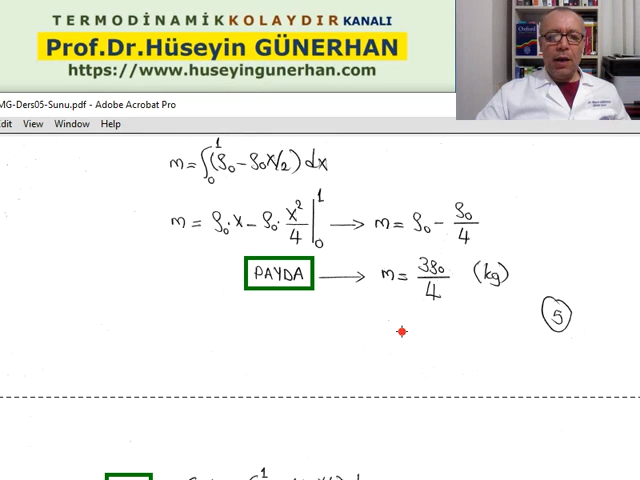 TERMODİNAMİKKOLAYDIR KANALI
Prof.Dr.Hüseyin GÜNERHAN
https://www.huseyingunerhan.com
MG-Ders05-Sunu.pdf - Adobe Acrobat Pro
Edit View Window Help
m = ∫₀¹ (ρ₀ - ρ₀x/2) dx
m = ρ₀·x - ρ₀·x²/4 |₀¹ → m = ρ₀ - ρ₀/4
PAYDA → m = 3ρ₀/4 (kg)
5